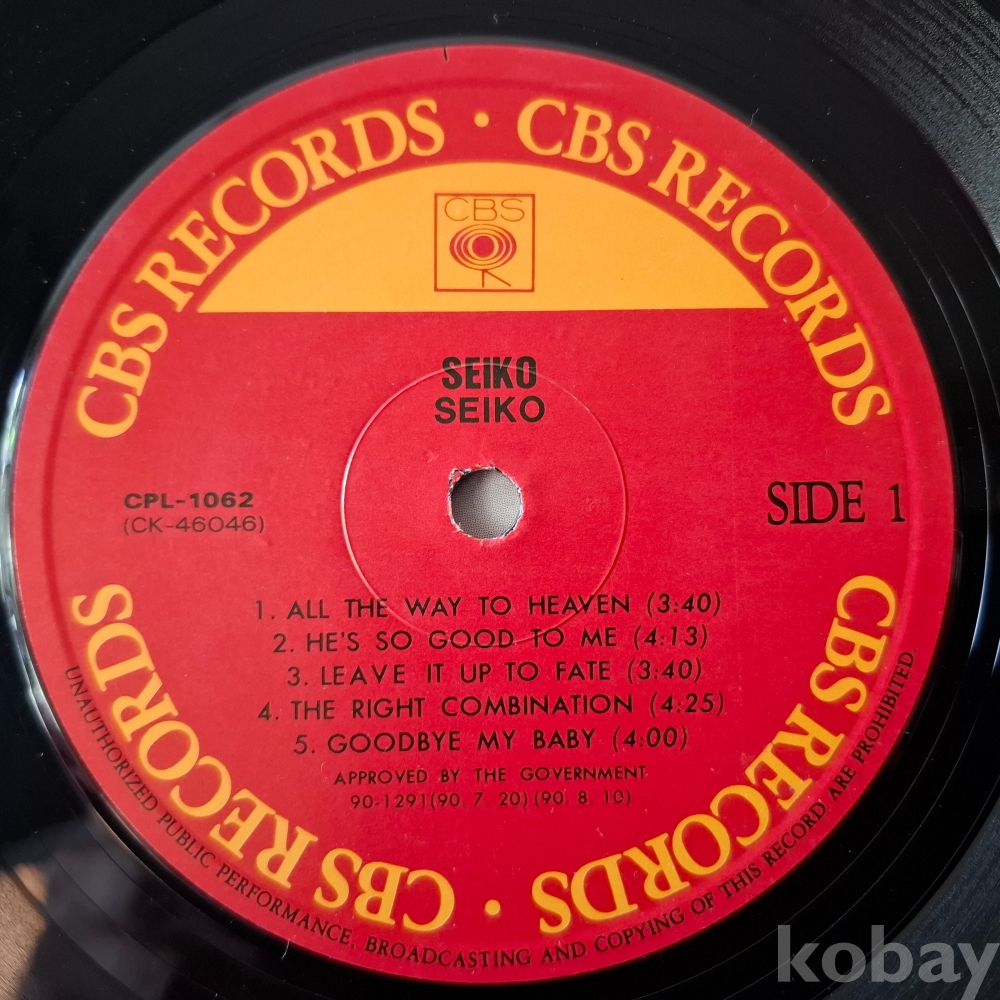 CBS RECORDS · CBS RECORDS
CBS
SEIKO
SEIKO
CPL-1062
(CK-46046)
SIDE 1
1. ALL THE WAY TO HEAVEN (3:40)
2. HE'S SO GOOD TO ME (4:13)
3. LEAVE IT UP TO FATE (3:40)
4. THE RIGHT COMBINATION (4:25)
5. GOODBYE MY BABY (4:00)
APPROVED BY THE GOVERNMENT
90-1291(90. 7. 20)(90. 8. 10)
CBS RECORDS · CBS RECORDS
UNAUTHORIZED PUBLIC PERFORMANCE, BROADCASTING AND COPYING OF THIS RECORD ARE PROHIBITED.
kobay